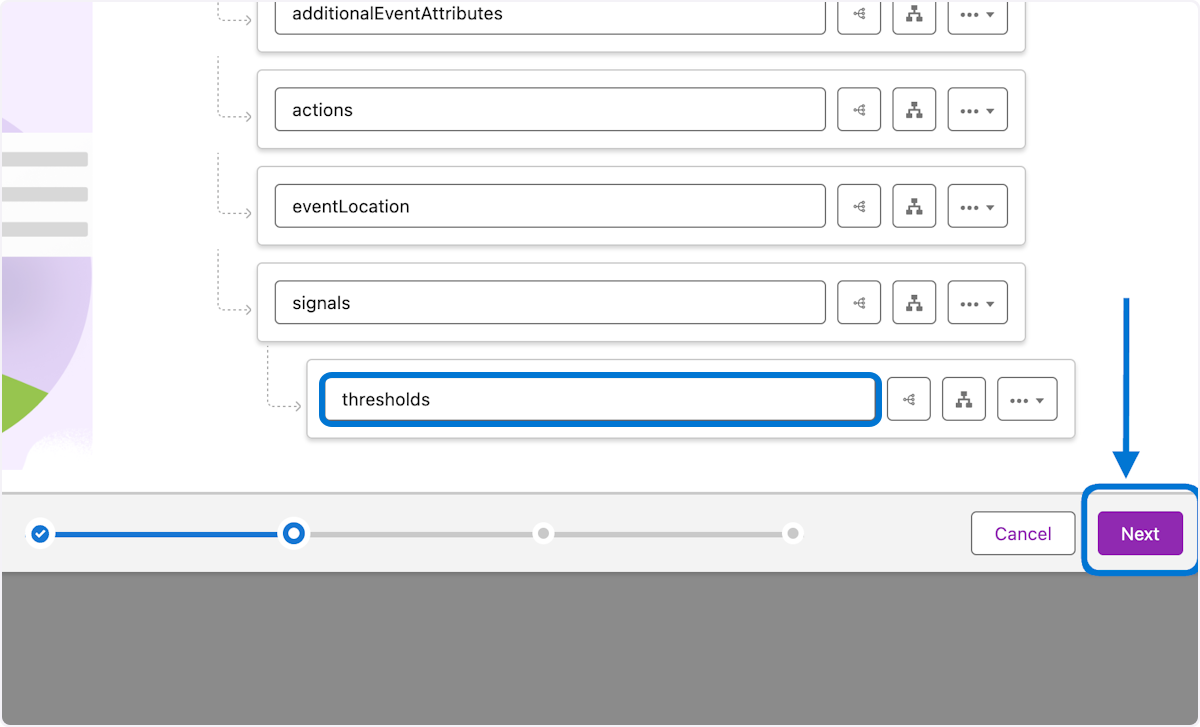 additionalEventAttributes
actions
eventLocation
signals
thresholds
Cancel
Next